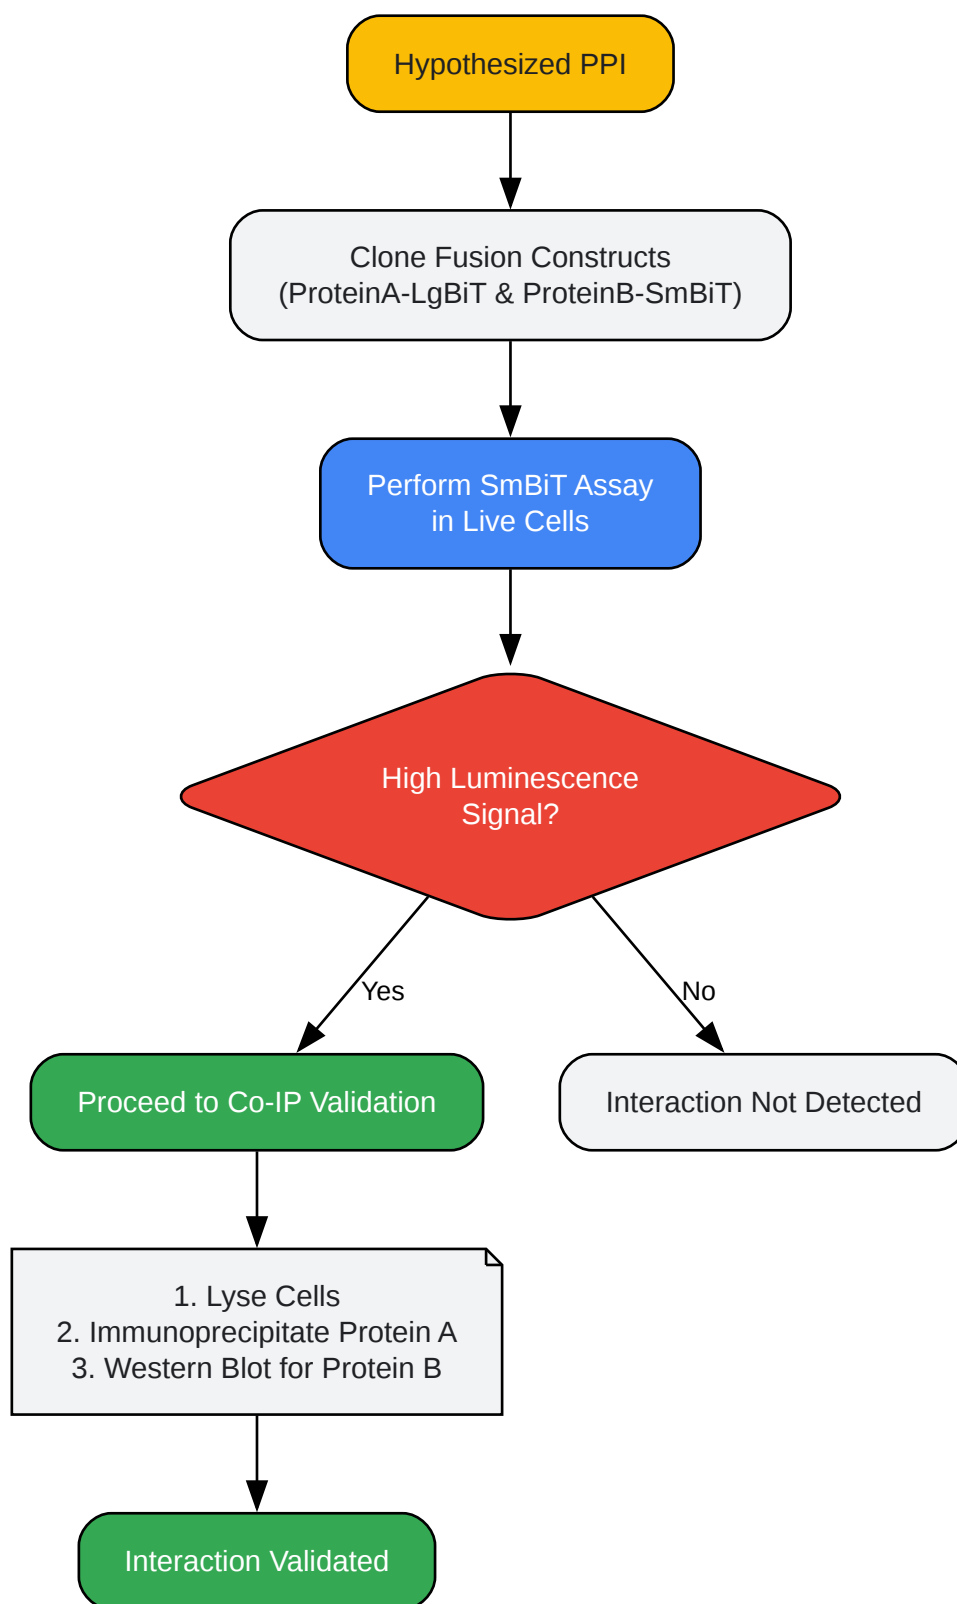 Hypothesized PPI
Clone Fusion Constructs
(ProteinA-LgBiT & ProteinB-SmBiT)
Perform SmBiT Assay
in Live Cells
High Luminescence
Signal?
Yes
No
Proceed to Co-IP Validation
Interaction Not Detected
1. Lyse Cells
2. Immunoprecipitate Protein A
3. Western Blot for Protein B
Interaction Validated